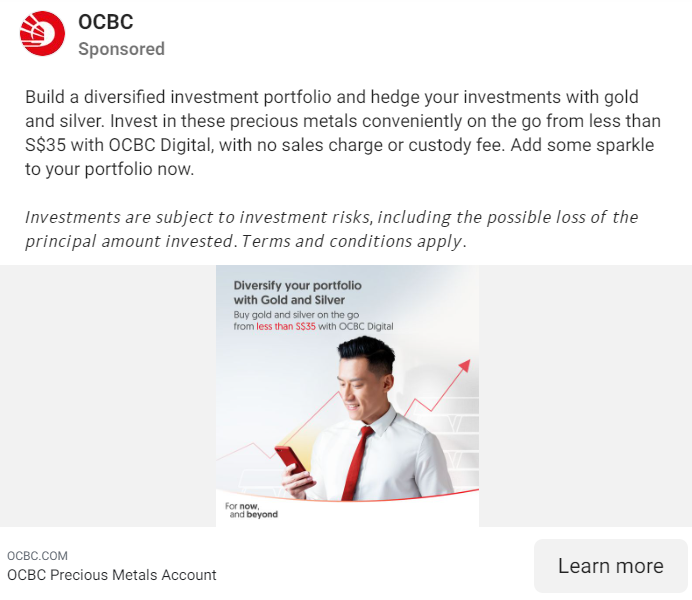 OCBC
Sponsored
Build a diversified investment portfolio and hedge your investments with gold
and silver. Invest in these precious metals conveniently on the go from less than
S$35 with OCBC Digital, with no sales charge or custody fee. Add some sparkle
to your portfolio now.
Investments are subject to investment risks, including the possible loss of the
principal amount invested. Terms and conditions apply.
Diversify your portfolio
with Gold and Silver
Buy gold and silver on the go
from less than S$35 with OCBC Digital
For now,
and beyond
OCBC.COM
OCBC Precious Metals Account
Learn more